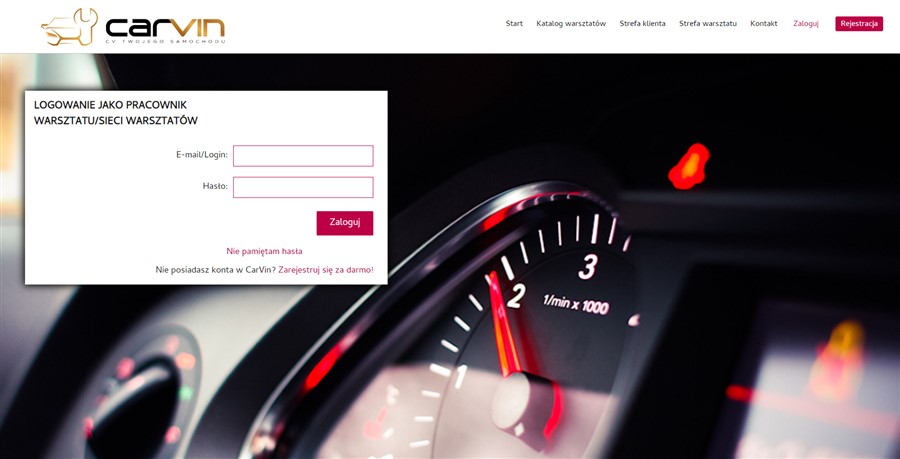 carvin
CV TWOJEGO SAMOCHODU
Start Katalog warsztatów Strefa klienta Strefa warsztatu Kontakt Zaloguj Rejestracja
LOGOWANIE JAKO PRACOWNIK
WARSZTATU/SIECI WARSZTATÓW
E-mail/Login:
Hasło:
Zaloguj
Nie pamiętam hasła
Nie posiadasz konta w CarVin? Zarejestruj się za darmo!
3
2
1/min x 1000
1